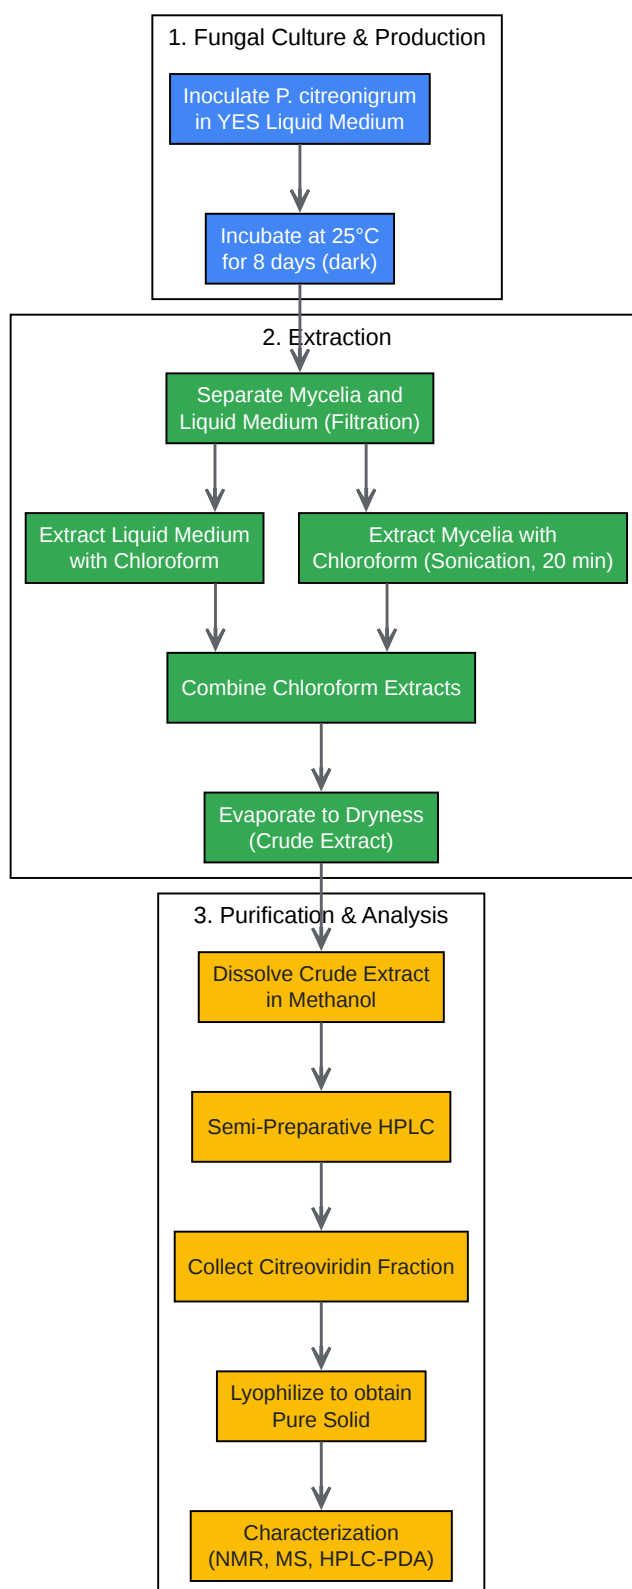 1. Fungal Culture & Production
Inoculate P. citreonigrum
in YES Liquid Medium
Incubate at 25°C
for 8 days (dark)
2. Extraction
Separate Mycelia and
Liquid Medium (Filtration)
Extract Liquid Medium
with Chloroform
Extract Mycelia with
Chloroform (Sonication, 20 min)
Combine Chloroform Extracts
Evaporate to Dryness
(Crude Extract)
3. Purification & Analysis
Dissolve Crude Extract
in Methanol
Semi-Preparative HPLC
Collect Citreoviridin Fraction
Lyophilize to obtain
Pure Solid
Characterization
(NMR, MS, HPLC-PDA)